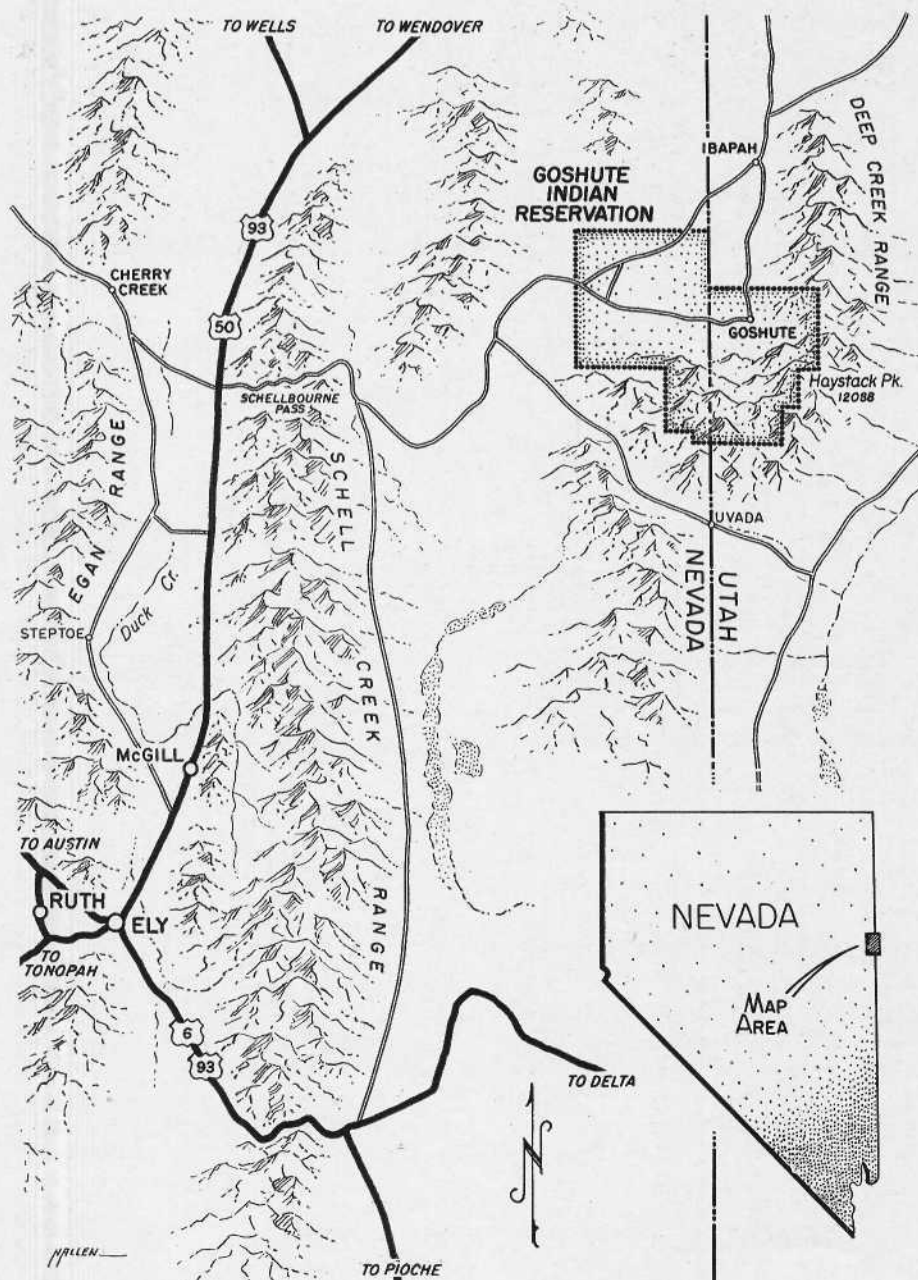 TO WELLS
TO WENDOVER
DEEP CREEK RANGE
IBAPAH
GOSHUTE
INDIAN
RESERVATION
93
CHERRY
CREEK
50
GOSHUTE
SCHELLBOURNE
PASS
Haystack Pk.
12088
EGAN RANGE
SCHELL CREEK RANGE
UVADA
NEVADA
UTAH
Duck Cr.
STEPTOE
McGILL
TO AUSTIN
RUTH
ELY
TO
TONOPAH
NEVADA
MAP
AREA
6
93
TO DELTA
N
TO PIOCHE